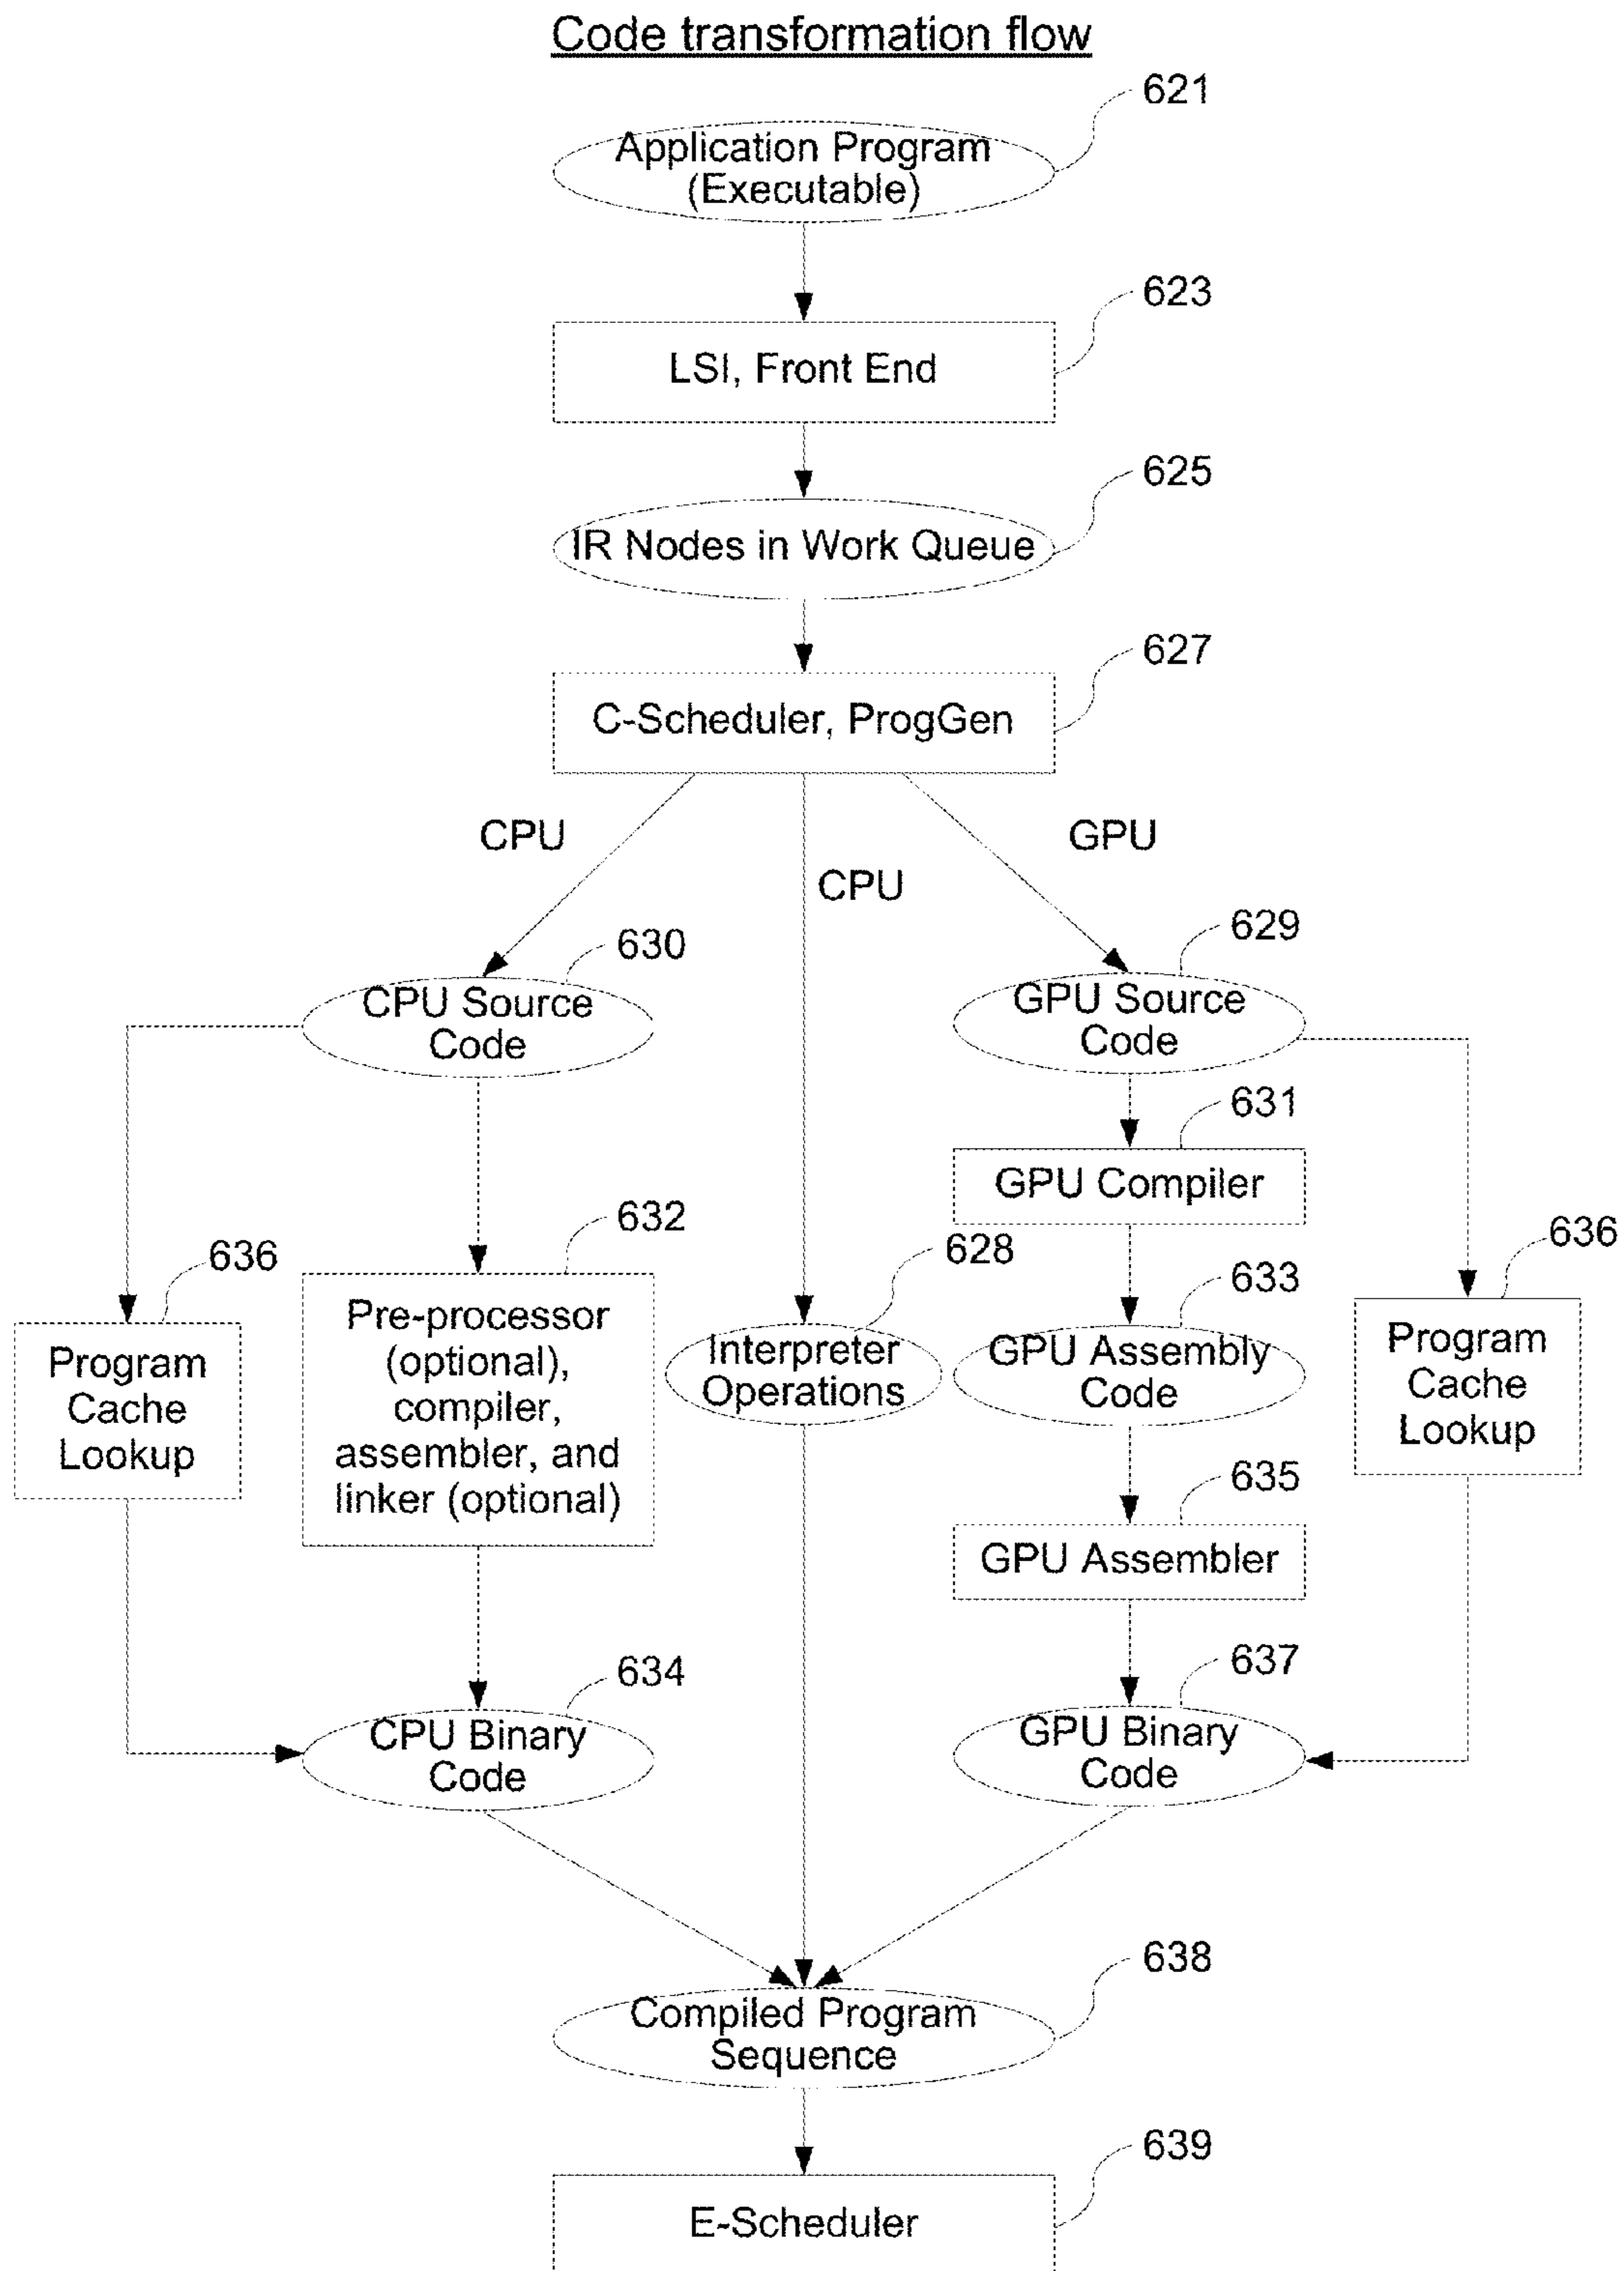 Code transformation flow
621
Application Program
(Executable)
623
LSI, Front End
625
IR Nodes in Work Queue
627
C-Scheduler, ProgGen
CPU
GPU
CPU
630
629
CPU Source
Code
GPU Source
Code
631
GPU Compiler
636
632
628
633
636
Program
Cache
Lookup
Pre-processor
(optional),
compiler,
assembler, and
linker (optional)
Interpreter
Operations
GPU Assembly
Code
Program
Cache
Lookup
635
GPU Assembler
634
637
CPU Binary
Code
GPU Binary
Code
638
Compiled Program
Sequence
639
E-Scheduler